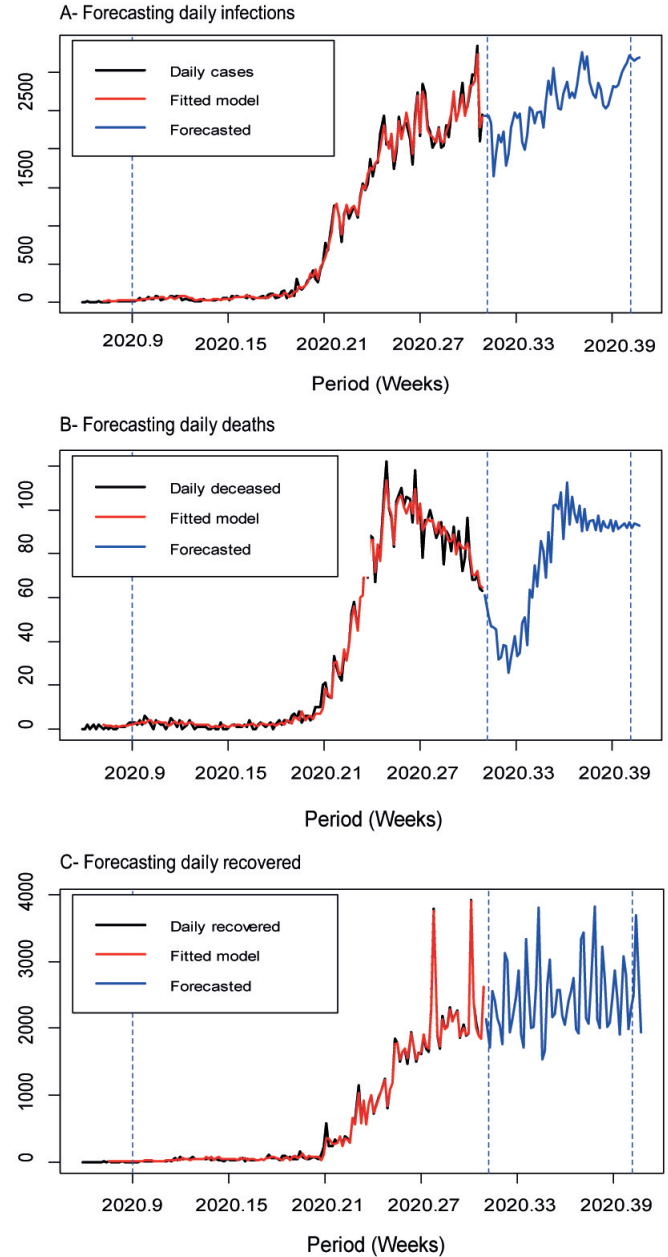 A- Forecasting daily infections
Daily cases
Fitted model
Forecasted
2500
1500
500
0
2020.9 2020.15 2020.21 2020.27 2020.33 2020.39
Period (Weeks)
B- Forecasting daily deaths
Daily deceased
Fitted model
Forecasted
100
80
60
40
20
0
2020.9 2020.15 2020.21 2020.27 2020.33 2020.39
Period (Weeks)
C- Forecasting daily recovered
Daily recovered
Fitted model
Forecasted
4000
3000
2000
1000
0
2020.9 2020.15 2020.21 2020.27 2020.33 2020.39
Period (Weeks)